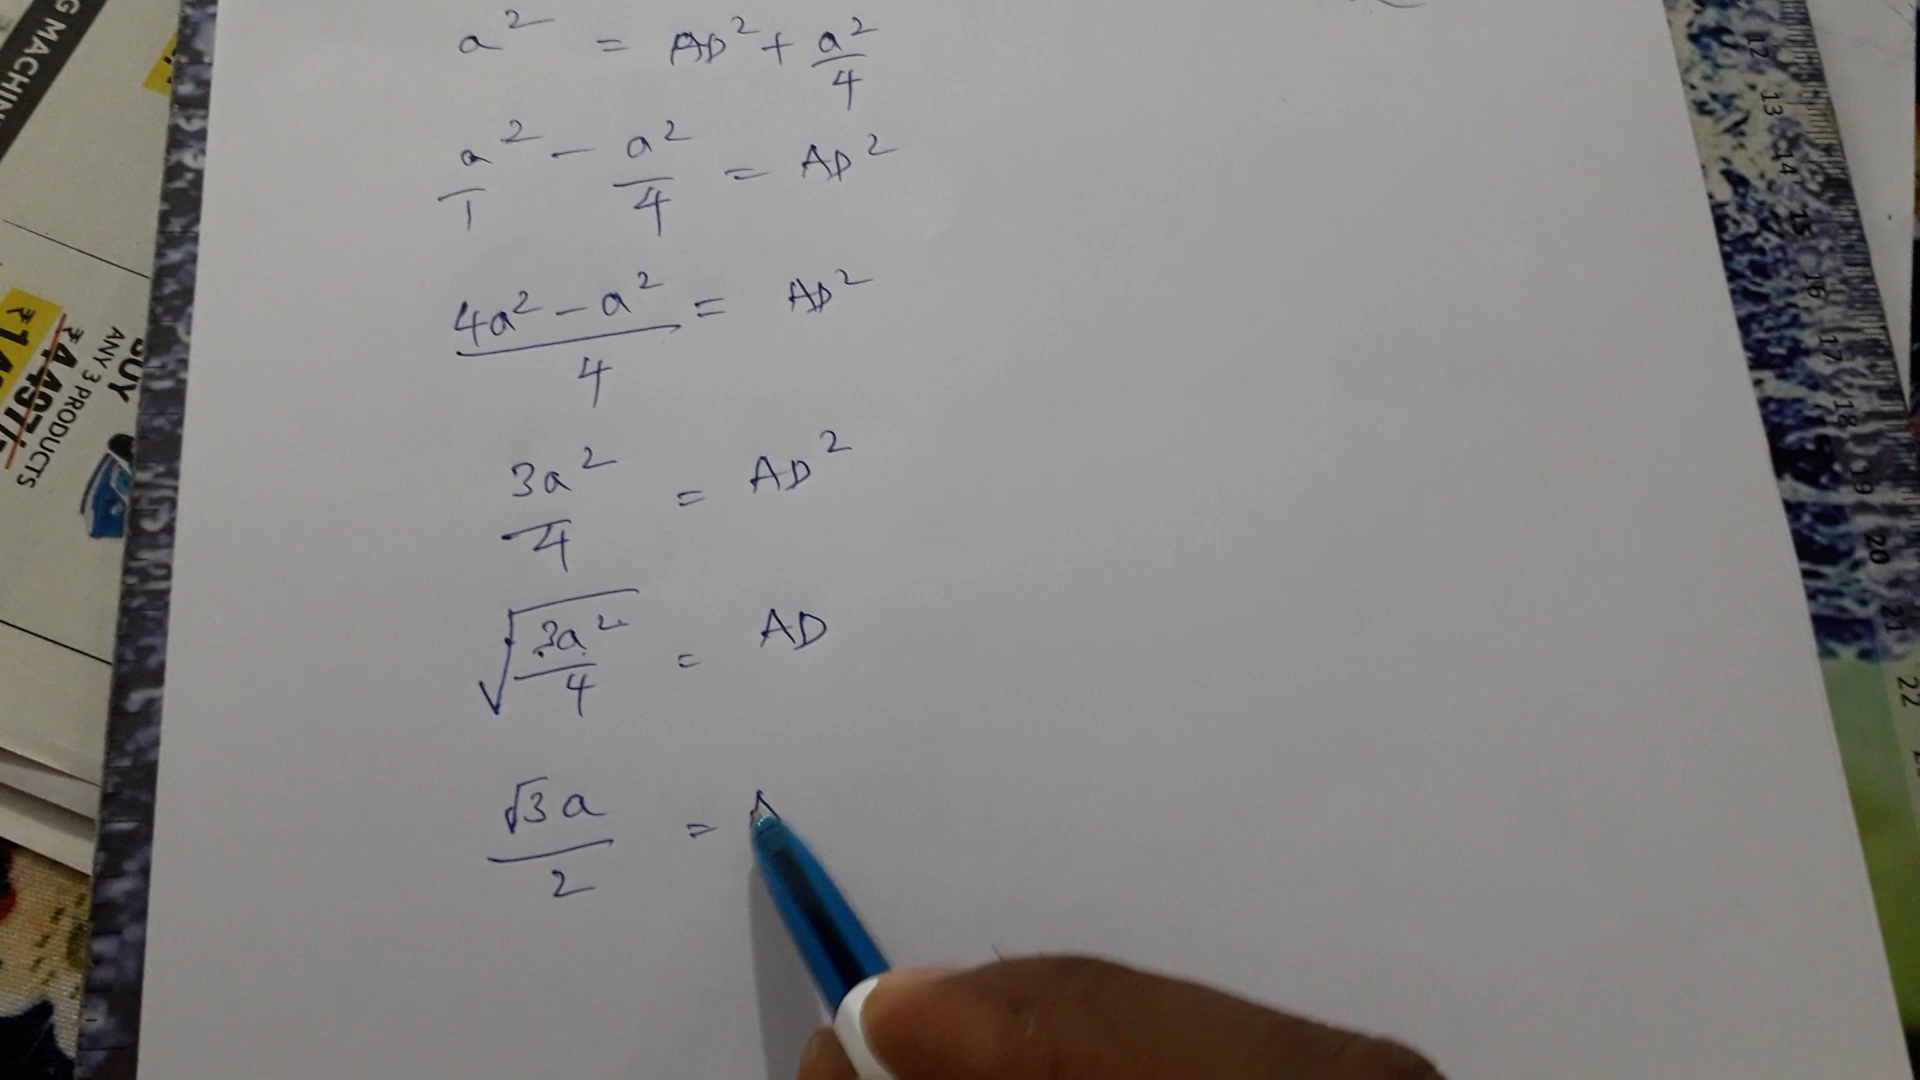 a² = AD² + a²/4
a²/1 - a²/4 = AD²
4a² - a²/4 = AD²
3a²/4 = AD²
√3a²/4 = AD
√3a/2 = A
G MACHIN
BUY
ANY 3 PRODUCTS
12 13 14 15 16 17 18 19 20 21 22